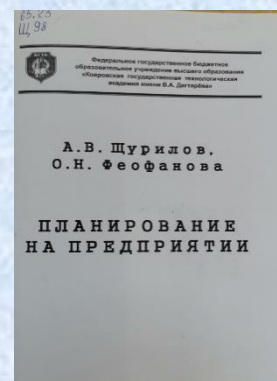 65.23
Щ 98
Федеральное государственное бюджетное
образовательное учреждение высшего образования
«Ковровская государственная технологическая
академия имени В.А. Дегтярёва»
А.В. Щурилов,
О.Н. Феофанова
ПЛАНИРОВАНИЕ
НА ПРЕДПРИЯТИИ